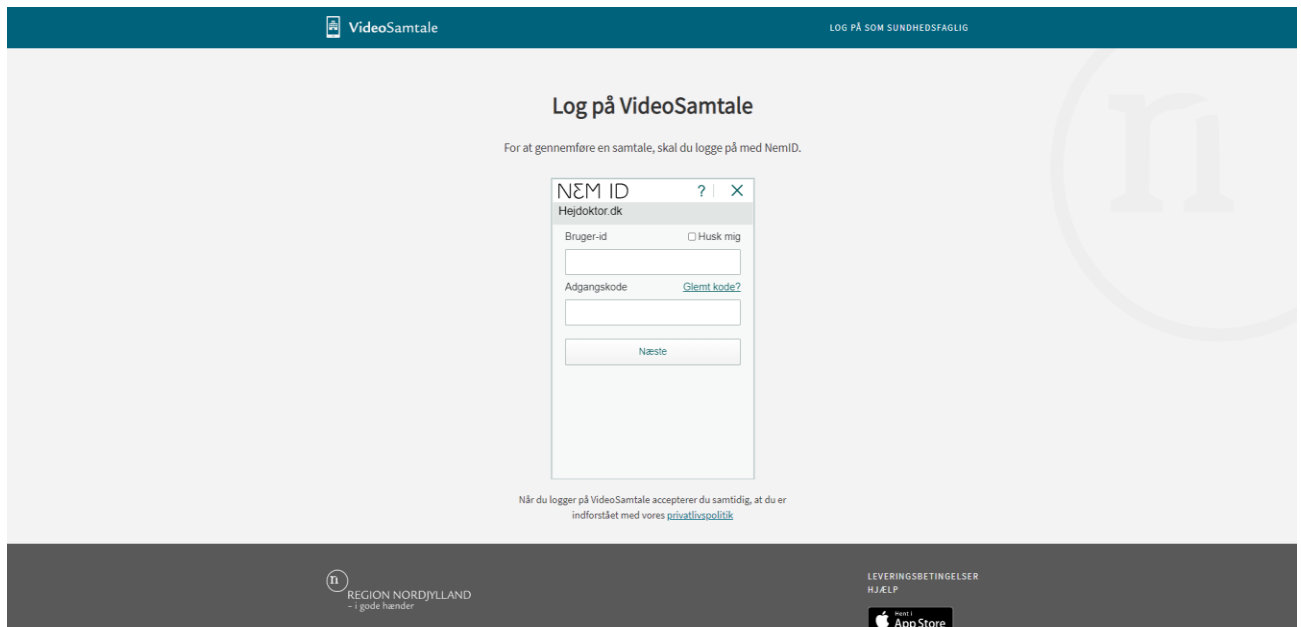 VideoSamtale
LOG PÅ SOM SUNDHEDSFAGLIG
Log på VideoSamtale
For at gennemføre en samtale, skal du logge på med NemID.
NEM ID ? X
Hejdoktor.dk
Bruger-id Husk mig
Adgangskode Glemt kode?
Næste
Når du logger på VideoSamtale accepterer du samtidig, at du er
indforstået med vores privatlivspolitik
n
REGION NORDJYLLAND
– i gode hænder
LEVERINGSBETINGELSER
HJÆLP
Hent i
App Store